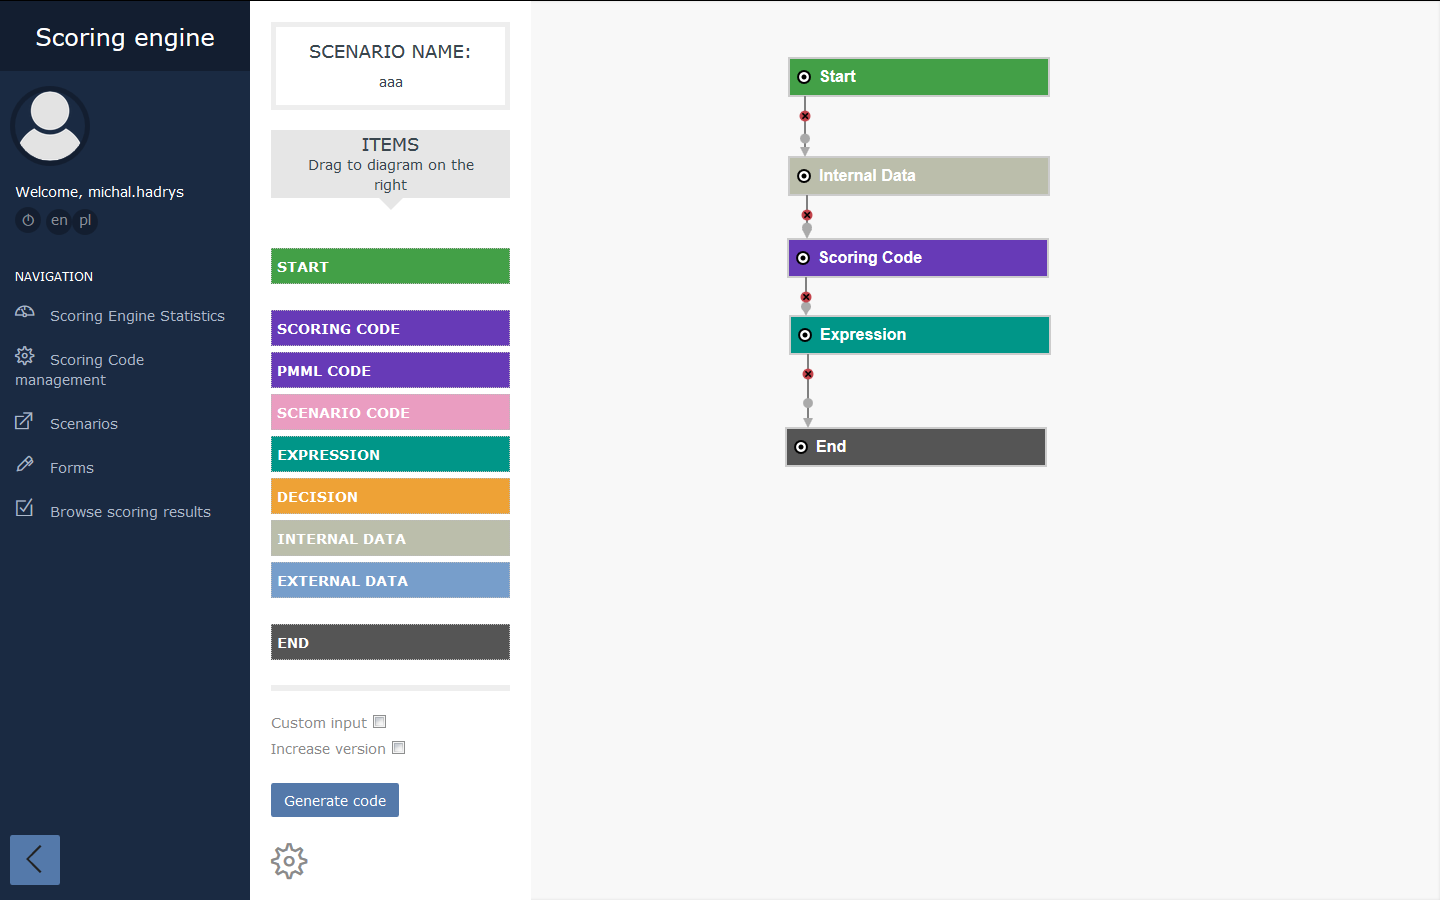 Scoring engine
Welcome, michal.hadrys
en pl
NAVIGATION
Scoring Engine Statistics
Scoring Code
management
Scenarios
Forms
Browse scoring results
SCENARIO NAME:
aaa
ITEMS
Drag to diagram on the
right
START
SCORING CODE
PMML CODE
SCENARIO CODE
EXPRESSION
DECISION
INTERNAL DATA
EXTERNAL DATA
END
Custom input
Increase version
Generate code
Start
Internal Data
Scoring Code
Expression
End